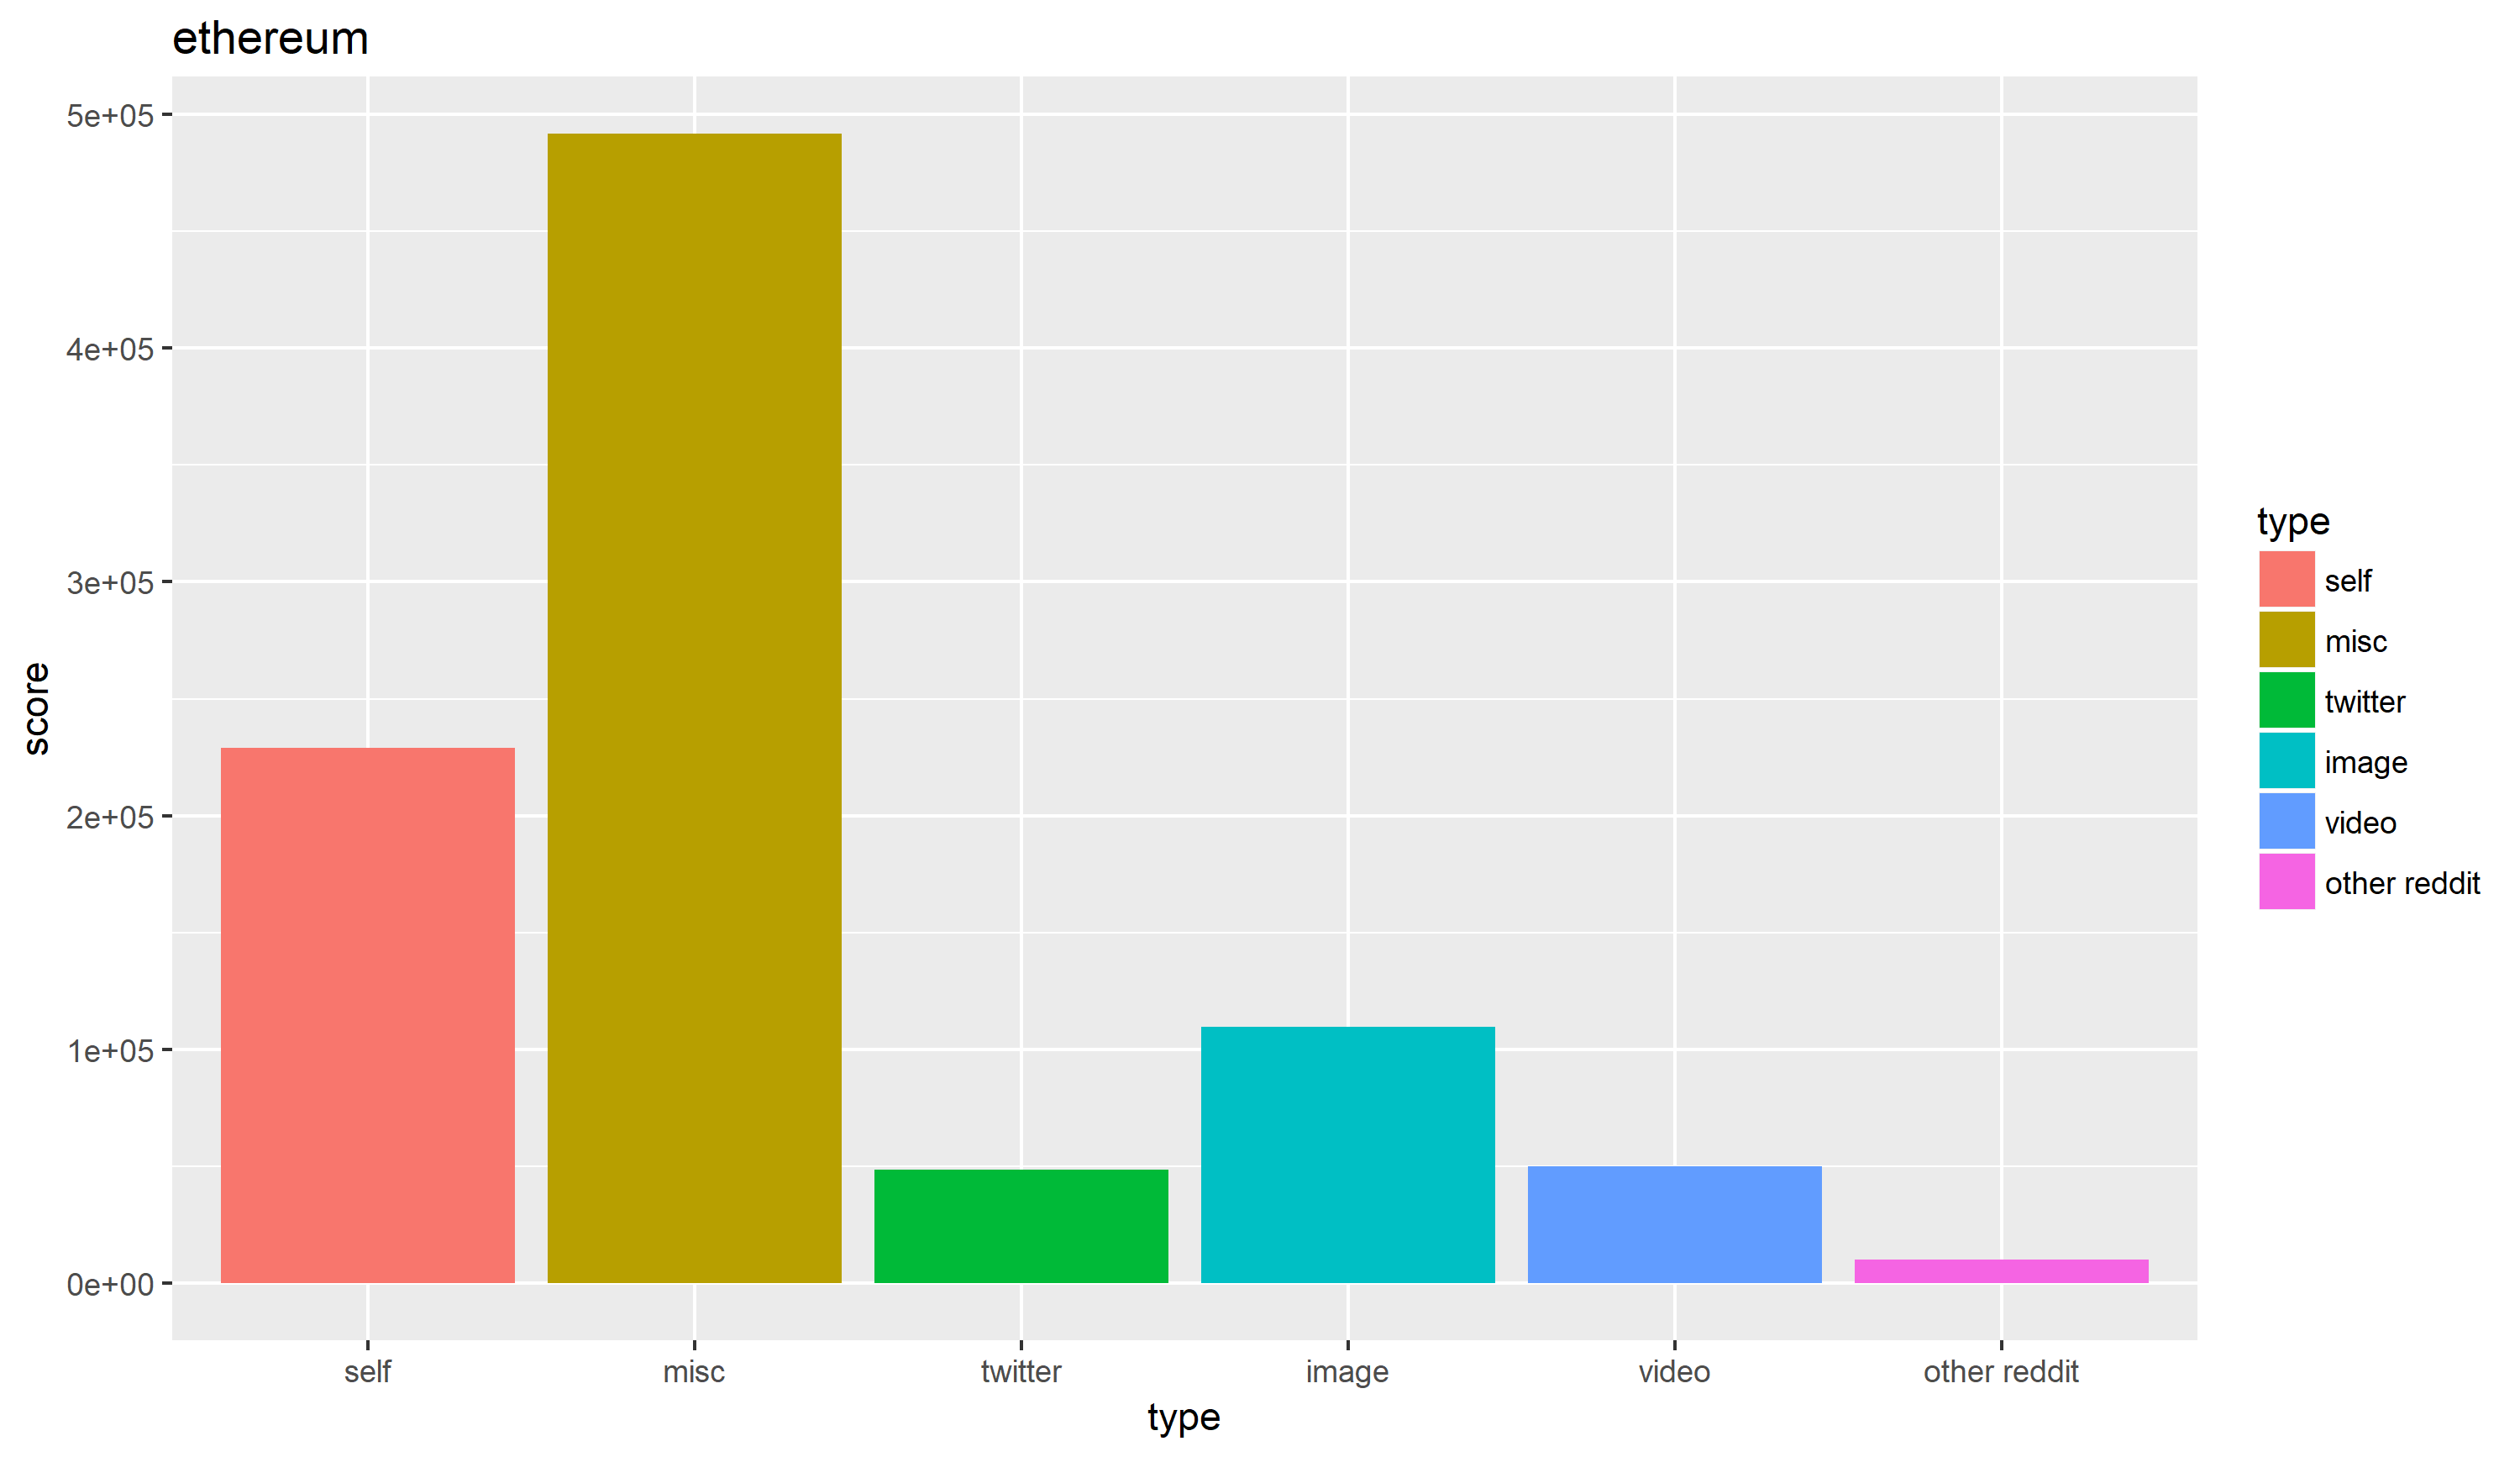 ethereum
5e+05
4e+05
3e+05
2e+05
1e+05
0e+00
score
self misc twitter image video other reddit
type
type
self
misc
twitter
image
video
other reddit